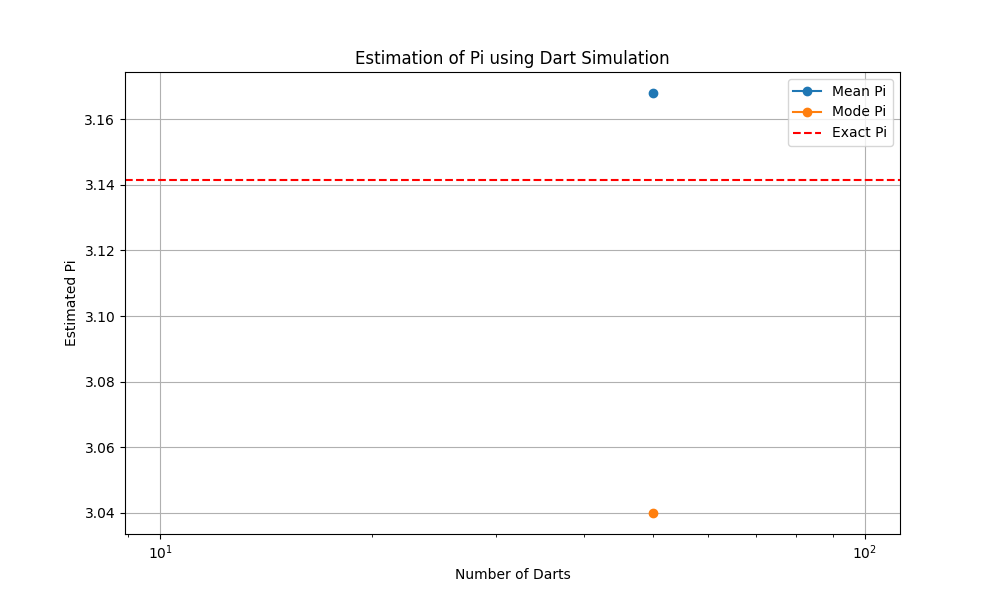 Estimation of Pi using Dart Simulation
Mean Pi
Mode Pi
Exact Pi
3.16
3.14
3.12
3.10
3.08
3.06
3.04
Estimated Pi
10¹
10²
Number of Darts